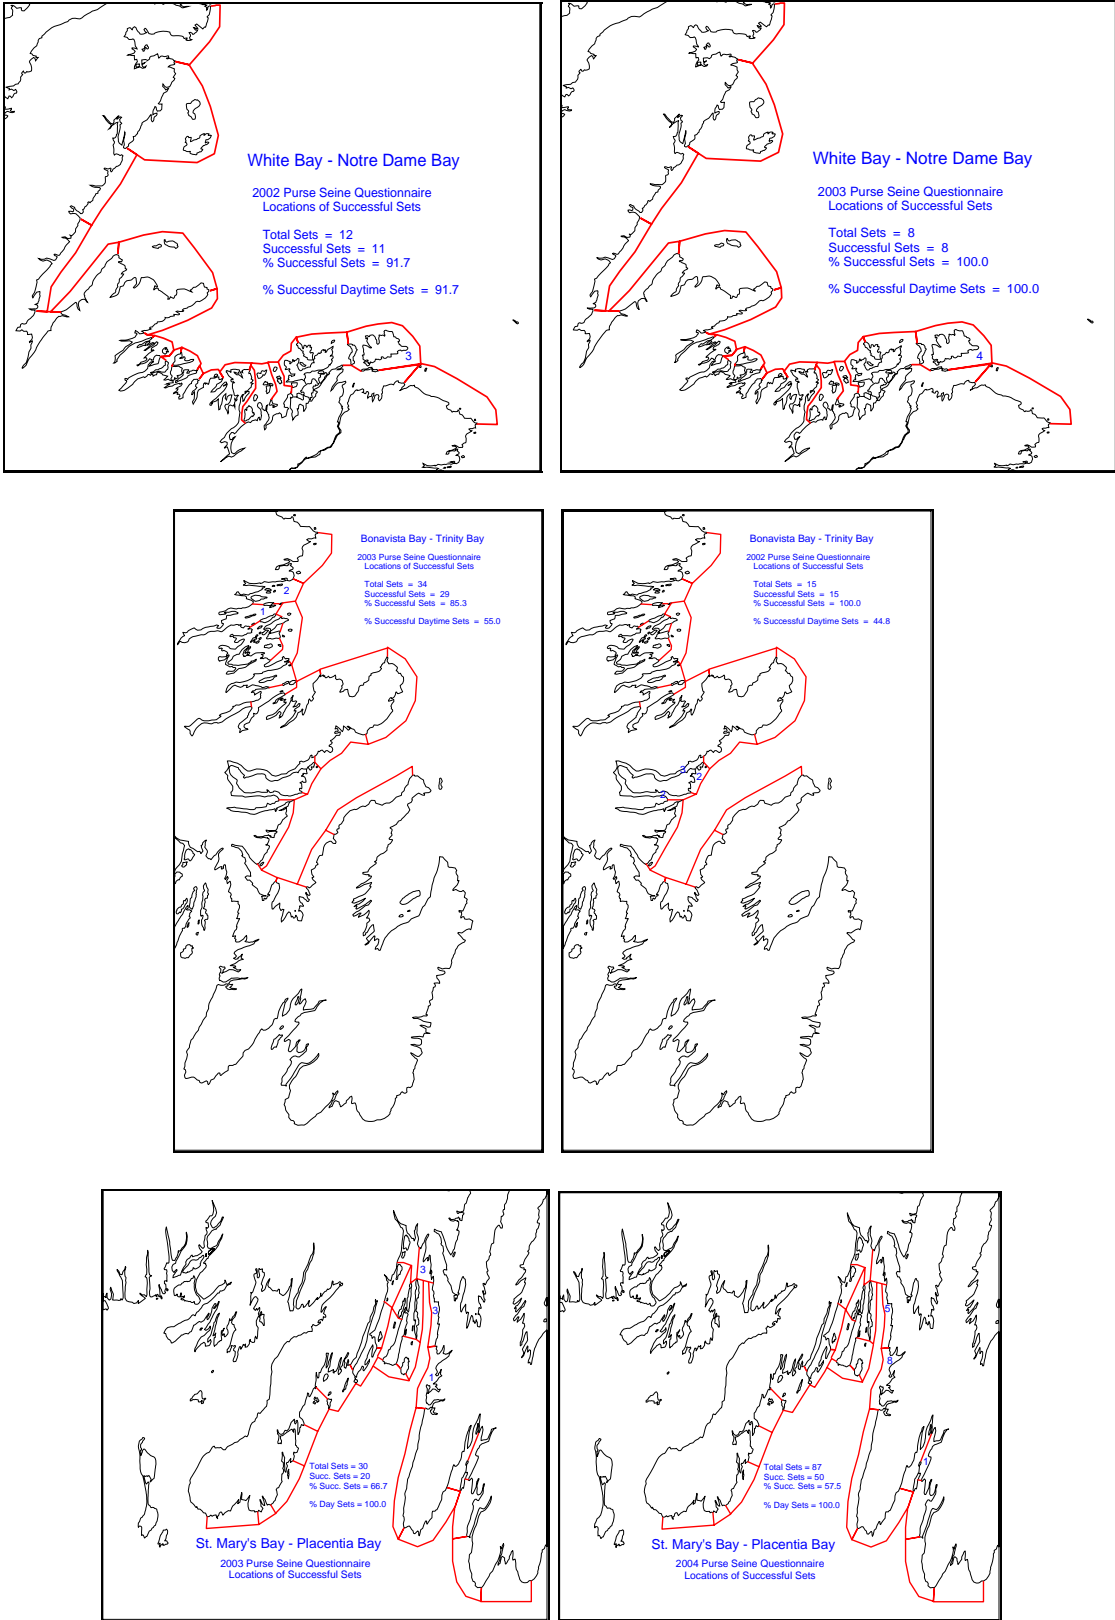 White Bay - Notre Dame Bay
2002 Purse Seine Questionnaire
Locations of Successful Sets
Total Sets = 12
Successful Sets = 11
% Successful Sets = 91.7
% Successful Daytime Sets = 91.7
3
White Bay - Notre Dame Bay
2003 Purse Seine Questionnaire
Locations of Successful Sets
Total Sets = 8
Successful Sets = 8
% Successful Sets = 100.0
% Successful Daytime Sets = 100.0
4
Bonavista Bay - Trinity Bay
2003 Purse Seine Questionnaire
Locations of Successful Sets
Total Sets = 34
Successful Sets = 29
% Successful Sets = 85.3
% Successful Daytime Sets = 55.0
2
1
Bonavista Bay - Trinity Bay
2002 Purse Seine Questionnaire
Locations of Successful Sets
Total Sets = 15
Successful Sets = 15
% Successful Sets = 100.0
% Successful Daytime Sets = 44.8
3
2
2
3
3
1
Total Sets = 30
Succ. Sets = 20
% Succ. Sets = 66.7
% Day Sets = 100.0
St. Mary's Bay - Placentia Bay
2003 Purse Seine Questionnaire
Locations of Successful Sets
5
8
1
Total Sets = 87
Succ. Sets = 50
% Succ. Sets = 57.5
% Day Sets = 100.0
St. Mary's Bay - Placentia Bay
2004 Purse Seine Questionnaire
Locations of Successful Sets